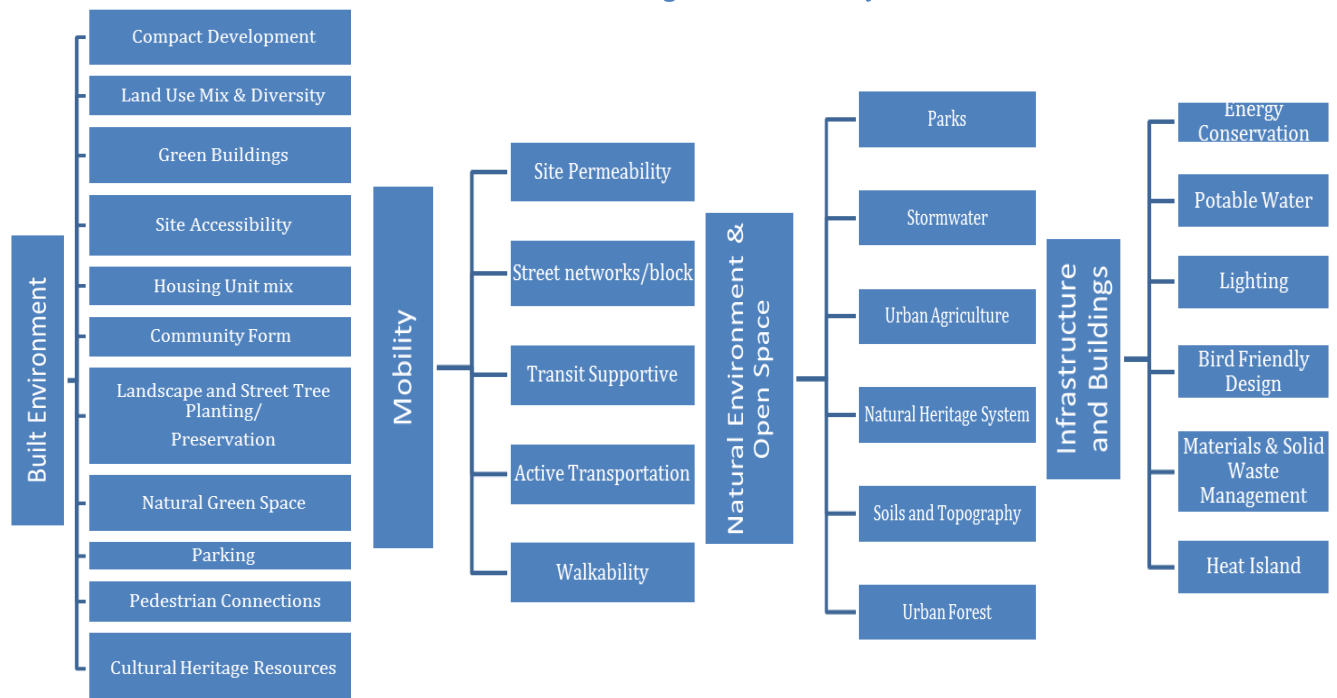 Built Environment
Compact Development
Land Use Mix & Diversity
Green Buildings
Site Accessibility
Housing Unit mix
Community Form
Landscape and Street Tree
Planting/
Preservation
Natural Green Space
Parking
Pedestrian Connections
Cultural Heritage Resources
Mobility
Site Permeability
Street networks/block
Transit Supportive
Active Transportation
Walkability
Natural Environment &
Open Space
Parks
Stormwater
Urban Agriculture
Natural Heritage System
Soils and Topography
Urban Forest
Infrastructure
and Buildings
Energy
Conservation
Potable Water
Lighting
Bird Friendly
Design
Materials & Solid
Waste
Management
Heat Island